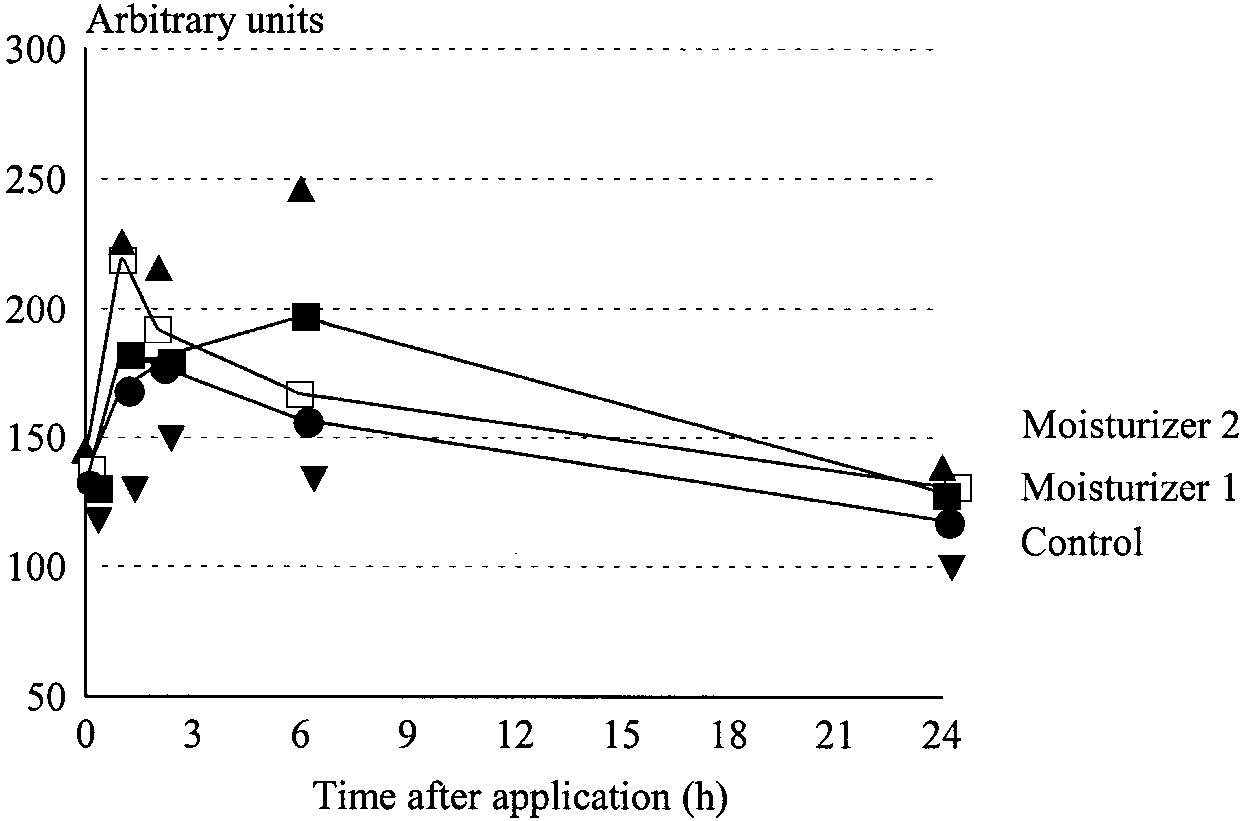 Arbitrary units
300
250
200
150
100
50
0 3 6 9 12 15 18 21 24
Time after application (h)
Moisturizer 2
Moisturizer 1
Control